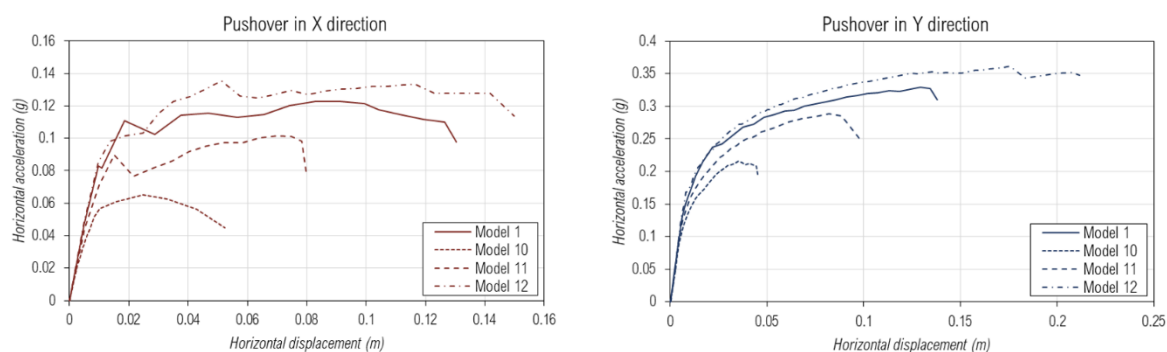 Pushover in X direction
0.16
0.14
0.12
0.1
0.08
0.06
0.04
0.02
0
Horizontal acceleration (g)
Model 1
Model 10
Model 11
Model 12
0 0.02 0.04 0.06 0.08 0.1 0.12 0.14 0.16
Horizontal displacement (m)
Pushover in Y direction
0.4
0.35
0.3
0.25
0.2
0.15
0.1
0.05
0
Horizontal acceleration (g)
Model 1
Model 10
Model 11
Model 12
0 0.05 0.1 0.15 0.2 0.25
Horizontal displacement (m)